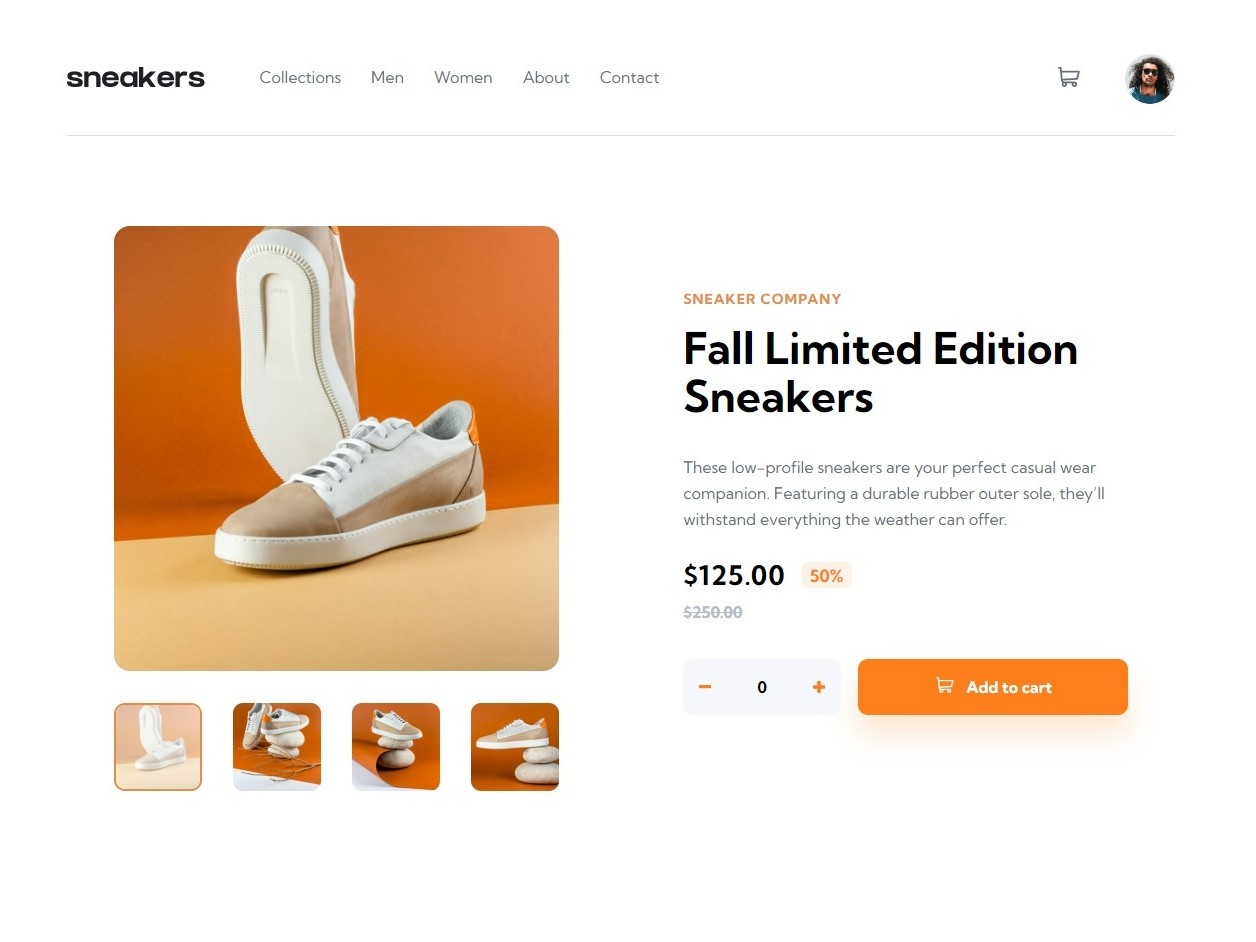 sneakers
Collections Men Women About Contact
SNEAKER COMPANY
Fall Limited Edition
Sneakers
These low-profile sneakers are your perfect casual wear
companion. Featuring a durable rubber outer sole, they’ll
withstand everything the weather can offer.
$125.00 50%
$250.00
0 Add to cart